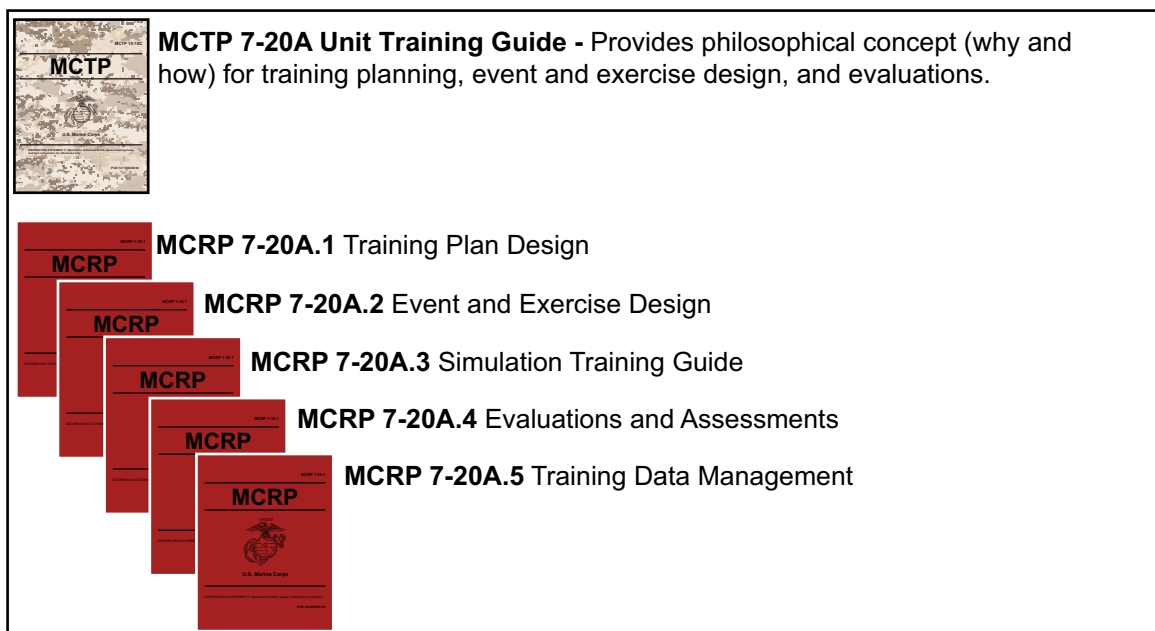 MCTP 10-10C
MCTP
U.S. Marine Corps
MCTP 7-20A Unit Training Guide - Provides philosophical concept (why and
how) for training planning, event and exercise design, and evaluations.
MCRP
MCRP 7-20A.1 Training Plan Design
MCRP
MCRP 7-20A.2 Event and Exercise Design
MCRP
MCRP 7-20A.3 Simulation Training Guide
MCRP
MCRP 7-20A.4 Evaluations and Assessments
MCRP
MCRP 7-20A.5 Training Data Management
U.S. Marine Corps